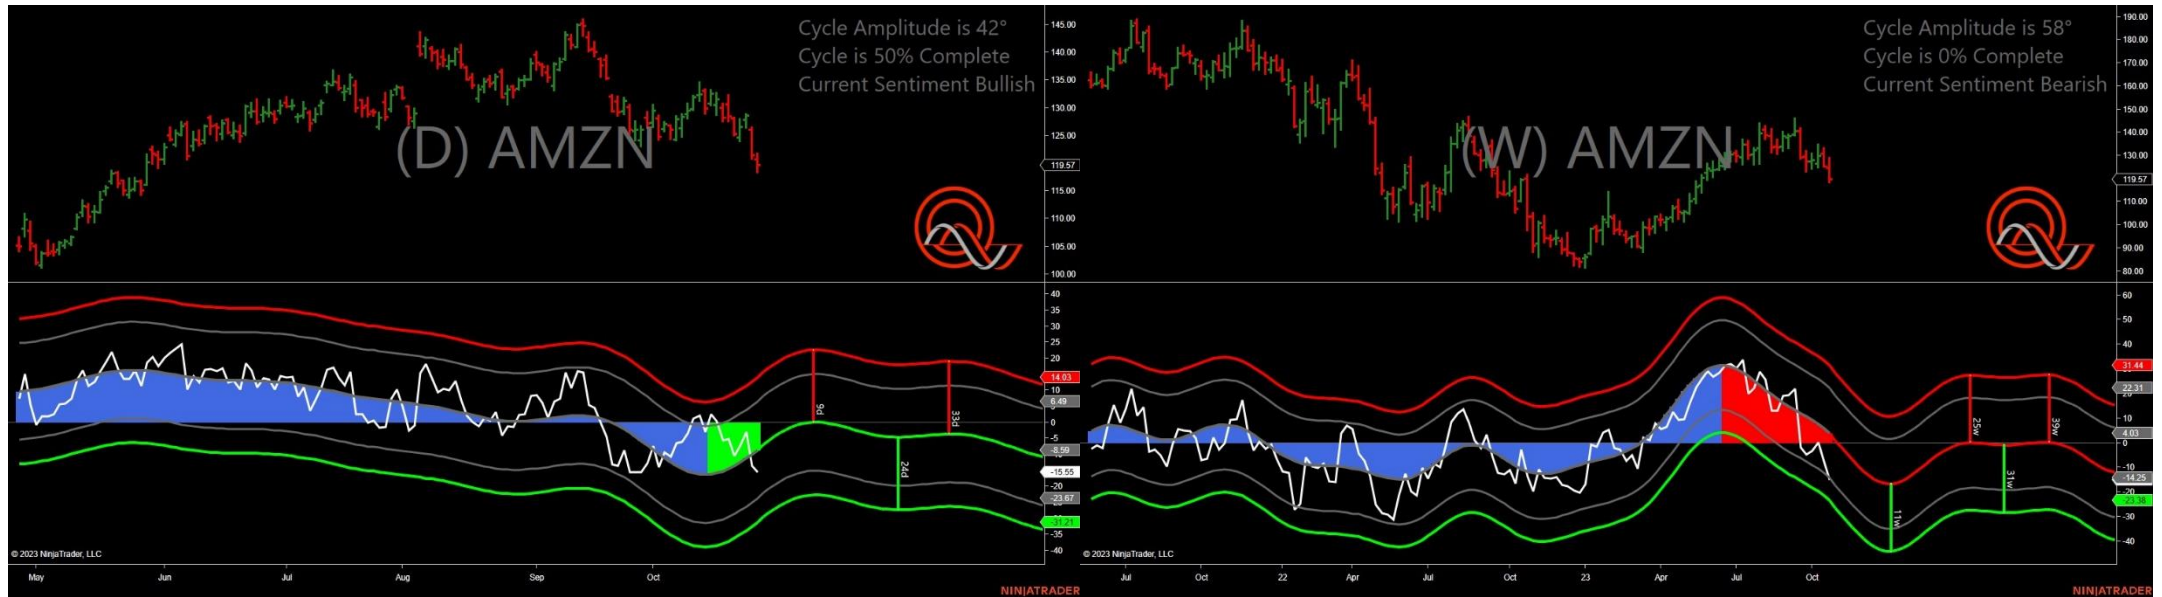 Cycle Amplitude is 42°
Cycle is 50% Complete
Current Sentiment Bullish
(D) AMZN
145.00
140.00
135.00
130.00
125.00
119.57
115.00
110.00
105.00
100.00
40
35
30
25
20
14.03
10
6.49
0
-5
-8.59
-15.55
-20
-23.67
-31.21
-35
-40
9d
24d
33d
© 2023 NinjaTrader, LLC
May Jun Jul Aug Sep Oct
NINJATRADER
Cycle Amplitude is 58°
Cycle is 0% Complete
Current Sentiment Bearish
(W) AMZN
190.00
180.00
170.00
160.00
150.00
140.00
130.00
119.57
110.00
100.00
90.00
80.00
60
50
40
31.44
22.31
10
4.03
0
-10
-14.25
-20
-23.38
-30
-40
11w
25w
31w
39w
© 2023 NinjaTrader, LLC
Jul Oct 22 Apr Jul Oct 23 Apr Jul Oct
NINJATRADER